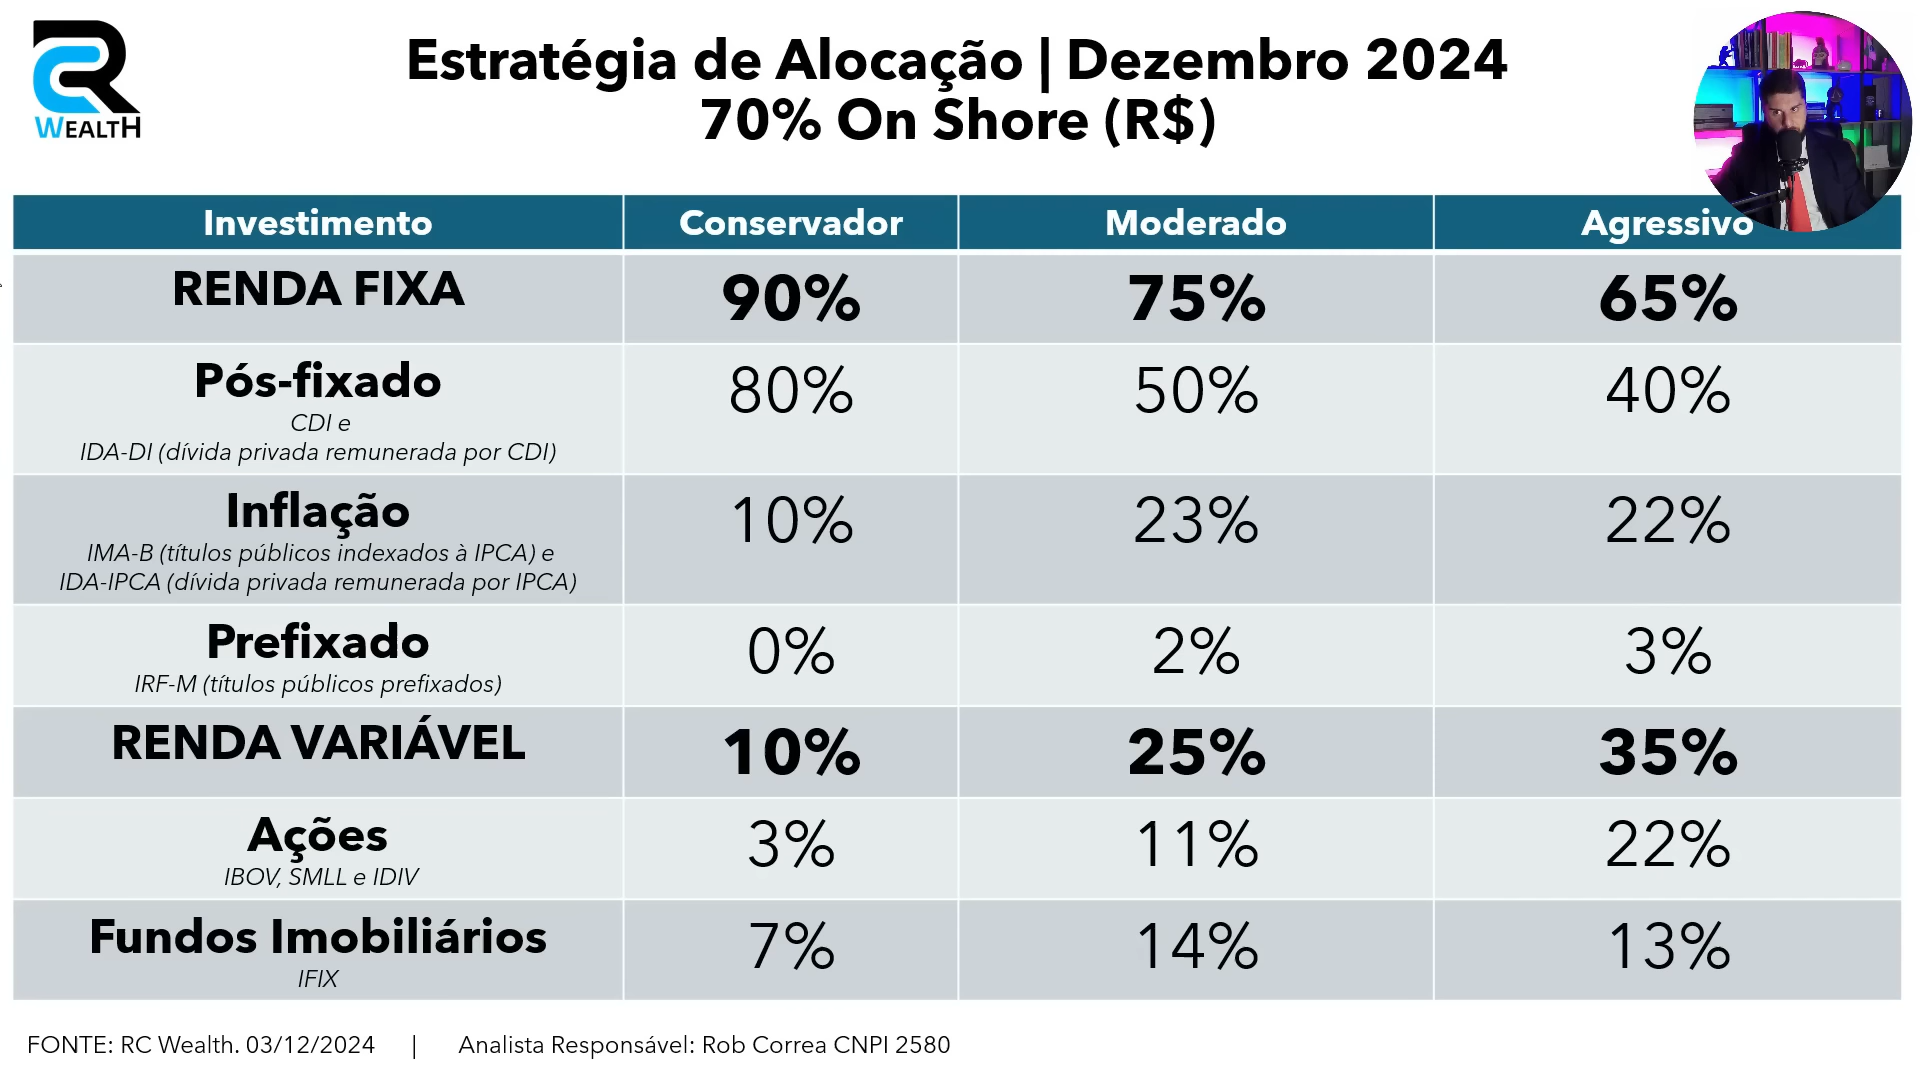 RC
WEALTH
Estratégia de Alocação | Dezembro 2024
70% On Shore (R$)
Investimento Conservador Moderado Agressivo
RENDA FIXA 90% 75% 65%
Pós-fixado 80% 50% 40%
CDI e
IDA-DI (dívida privada remunerada por CDI)
Inflação 10% 23% 22%
IMA-B (títulos públicos indexados à IPCA) e
IDA-IPCA (dívida privada remunerada por IPCA)
Prefixado 0% 2% 3%
IRF-M (títulos públicos prefixados)
RENDA VARIÁVEL 10% 25% 35%
Ações 3% 11% 22%
IBOV, SMLL e IDIV
Fundos Imobiliários 7% 14% 13%
IFIX
FONTE: RC Wealth. 03/12/2024 | Analista Responsável: Rob Correa CNPI 2580